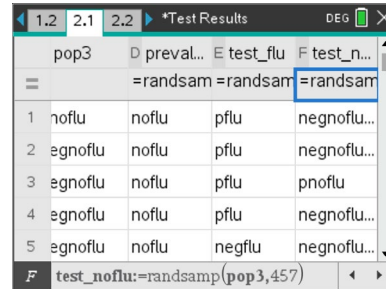 1.2 2.1 2.2 *Test Results DEG
pop3 D preval... E test_flu F test_n...
= =randsam =randsam =randsam
1 noflu noflu pflu negnoflu...
2 egnoflu noflu pflu negnoflu...
3 egnoflu noflu pflu pnoflu
4 egnoflu noflu pflu negnoflu...
5 egnoflu noflu negflu negnoflu...
F test_noflu:=randsamp(pop3,457)